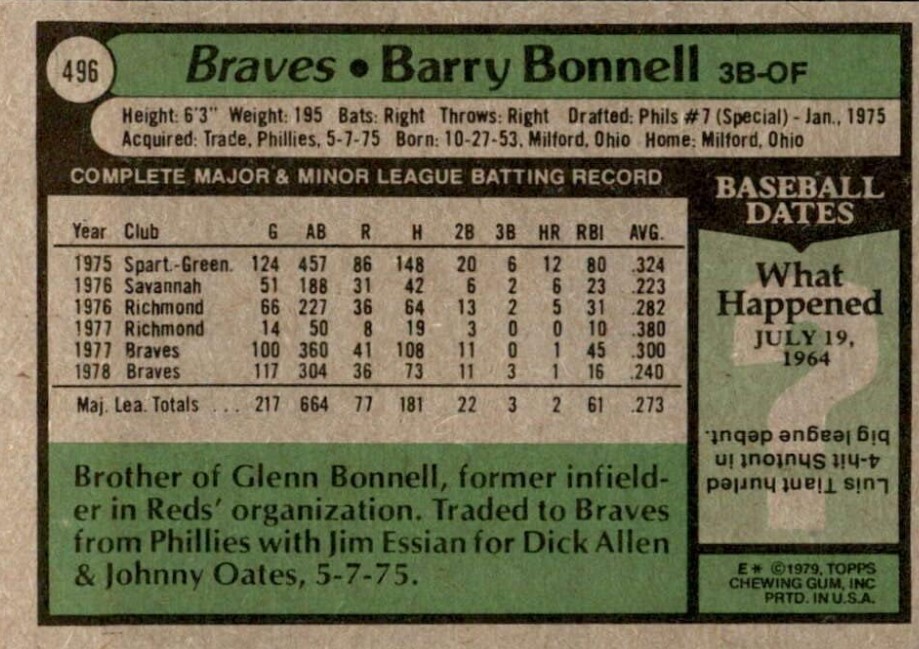 496
Braves • Barry Bonnell 3B-OF
Height: 6'3" Weight: 195 Bats: Right Throws: Right Drafted: Phils #7 (Special) - Jan., 1975
Acquired: Trade, Phillies, 5-7-75 Born: 10-27-53, Milford, Ohio Home: Milford, Ohio
COMPLETE MAJOR & MINOR LEAGUE BATTING RECORD
Year Club G AB R H 2B 3B HR RBI AVG.
1975 Spart.-Green. 124 457 86 148 20 6 12 80 .324
1976 Savannah 51 188 31 42 6 2 6 23 .223
1976 Richmond 66 227 36 64 13 2 5 31 .282
1977 Richmond 14 50 8 19 3 0 0 10 .380
1977 Braves 100 360 41 108 11 0 1 45 .300
1978 Braves 117 304 36 73 11 3 1 16 .240
Maj. Lea. Totals ... 217 664 77 181 22 3 2 61 .273
Brother of Glenn Bonnell, former infield-
er in Reds' organization. Traded to Braves
from Phillies with Jim Essian for Dick Allen
& Johnny Oates, 5-7-75.
BASEBALL
DATES
What
Happened
JULY 19,
1964
?
Luis Tiant hurled
4-hit Shutout in
big league debut.
E* ©1979, TOPPS
CHEWING GUM, INC
PRTD. IN U.S.A.